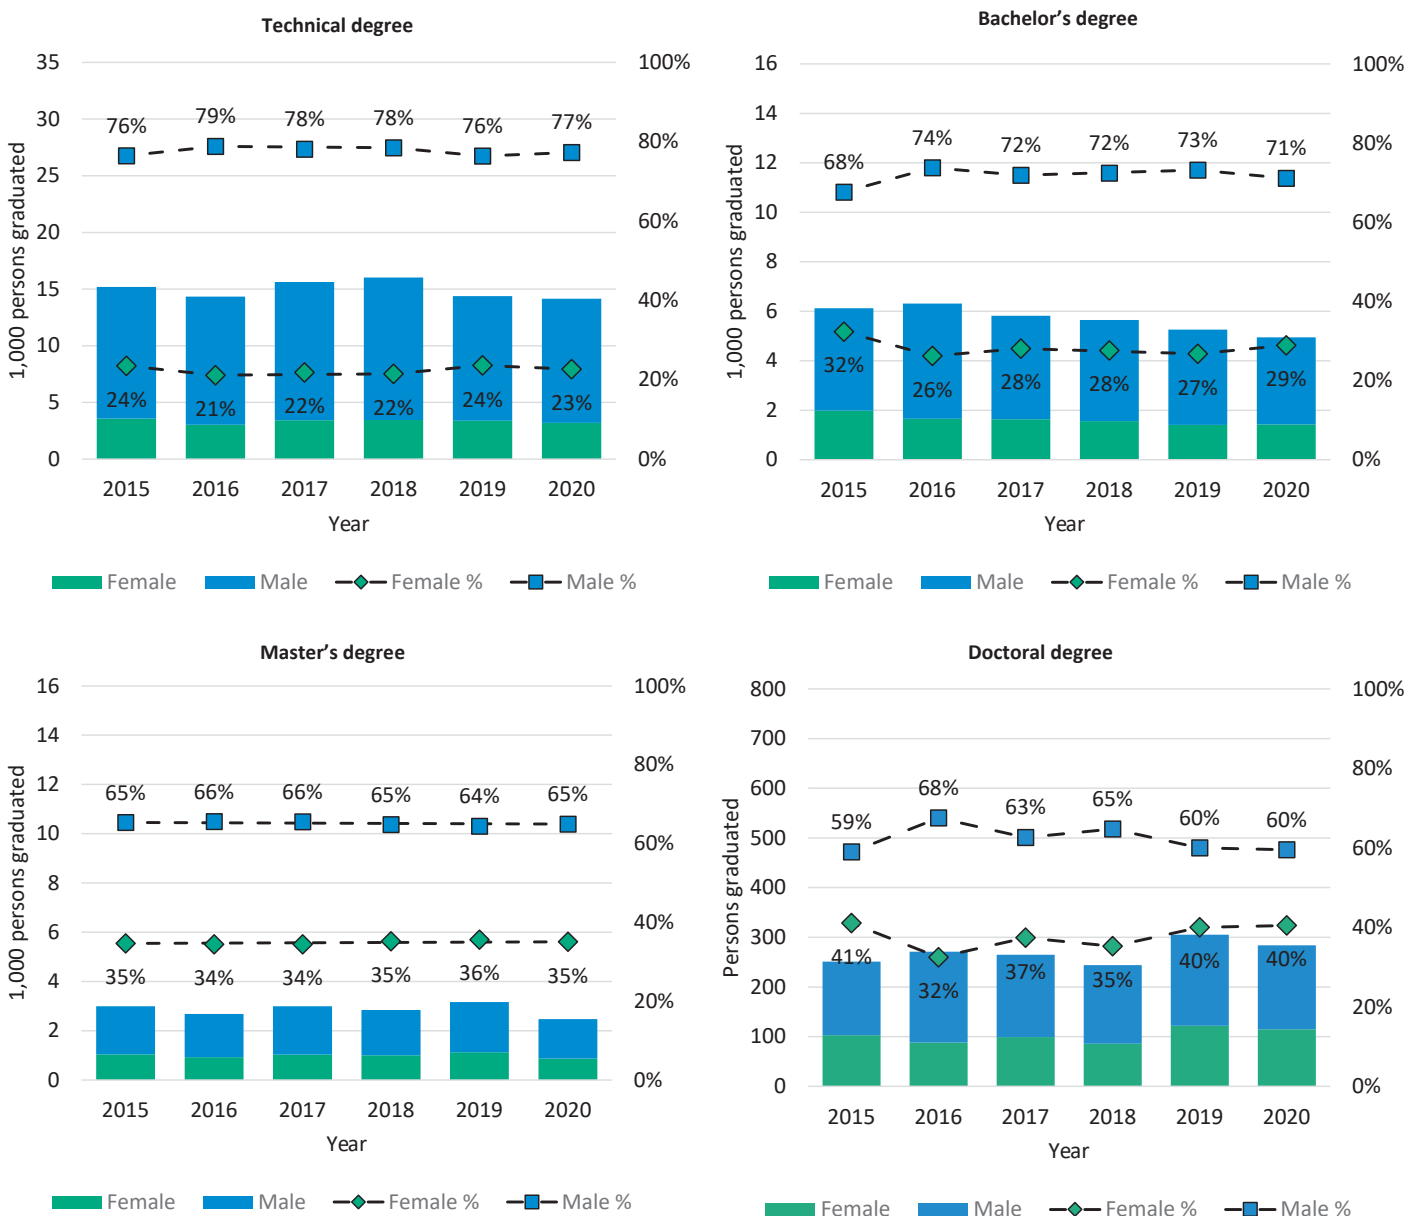 Technical degree
35
30
25
20
15
10
5
0
1,000 persons graduated
100%
80%
60%
40%
20%
0%
76% 79% 78% 78% 76% 77%
24% 21% 22% 22% 24% 23%
2015 2016 2017 2018 2019 2020
Year
Female Male Female % Male %
Bachelor’s degree
16
14
12
10
8
6
4
2
0
1,000 persons graduated
100%
80%
60%
40%
20%
0%
68% 74% 72% 72% 73% 71%
32% 26% 28% 28% 27% 29%
2015 2016 2017 2018 2019 2020
Year
Female Male Female % Male %
Master’s degree
16
14
12
10
8
6
4
2
0
1,000 persons graduated
100%
80%
60%
40%
20%
0%
65% 66% 66% 65% 64% 65%
35% 34% 34% 35% 36% 35%
2015 2016 2017 2018 2019 2020
Year
Female Male Female % Male %
Doctoral degree
800
700
600
500
400
300
200
100
0
Persons graduated
100%
80%
60%
40%
20%
0%
59% 68% 63% 65% 60% 60%
41% 32% 37% 35% 40% 40%
2015 2016 2017 2018 2019 2020
Year
Female Male Female % Male %